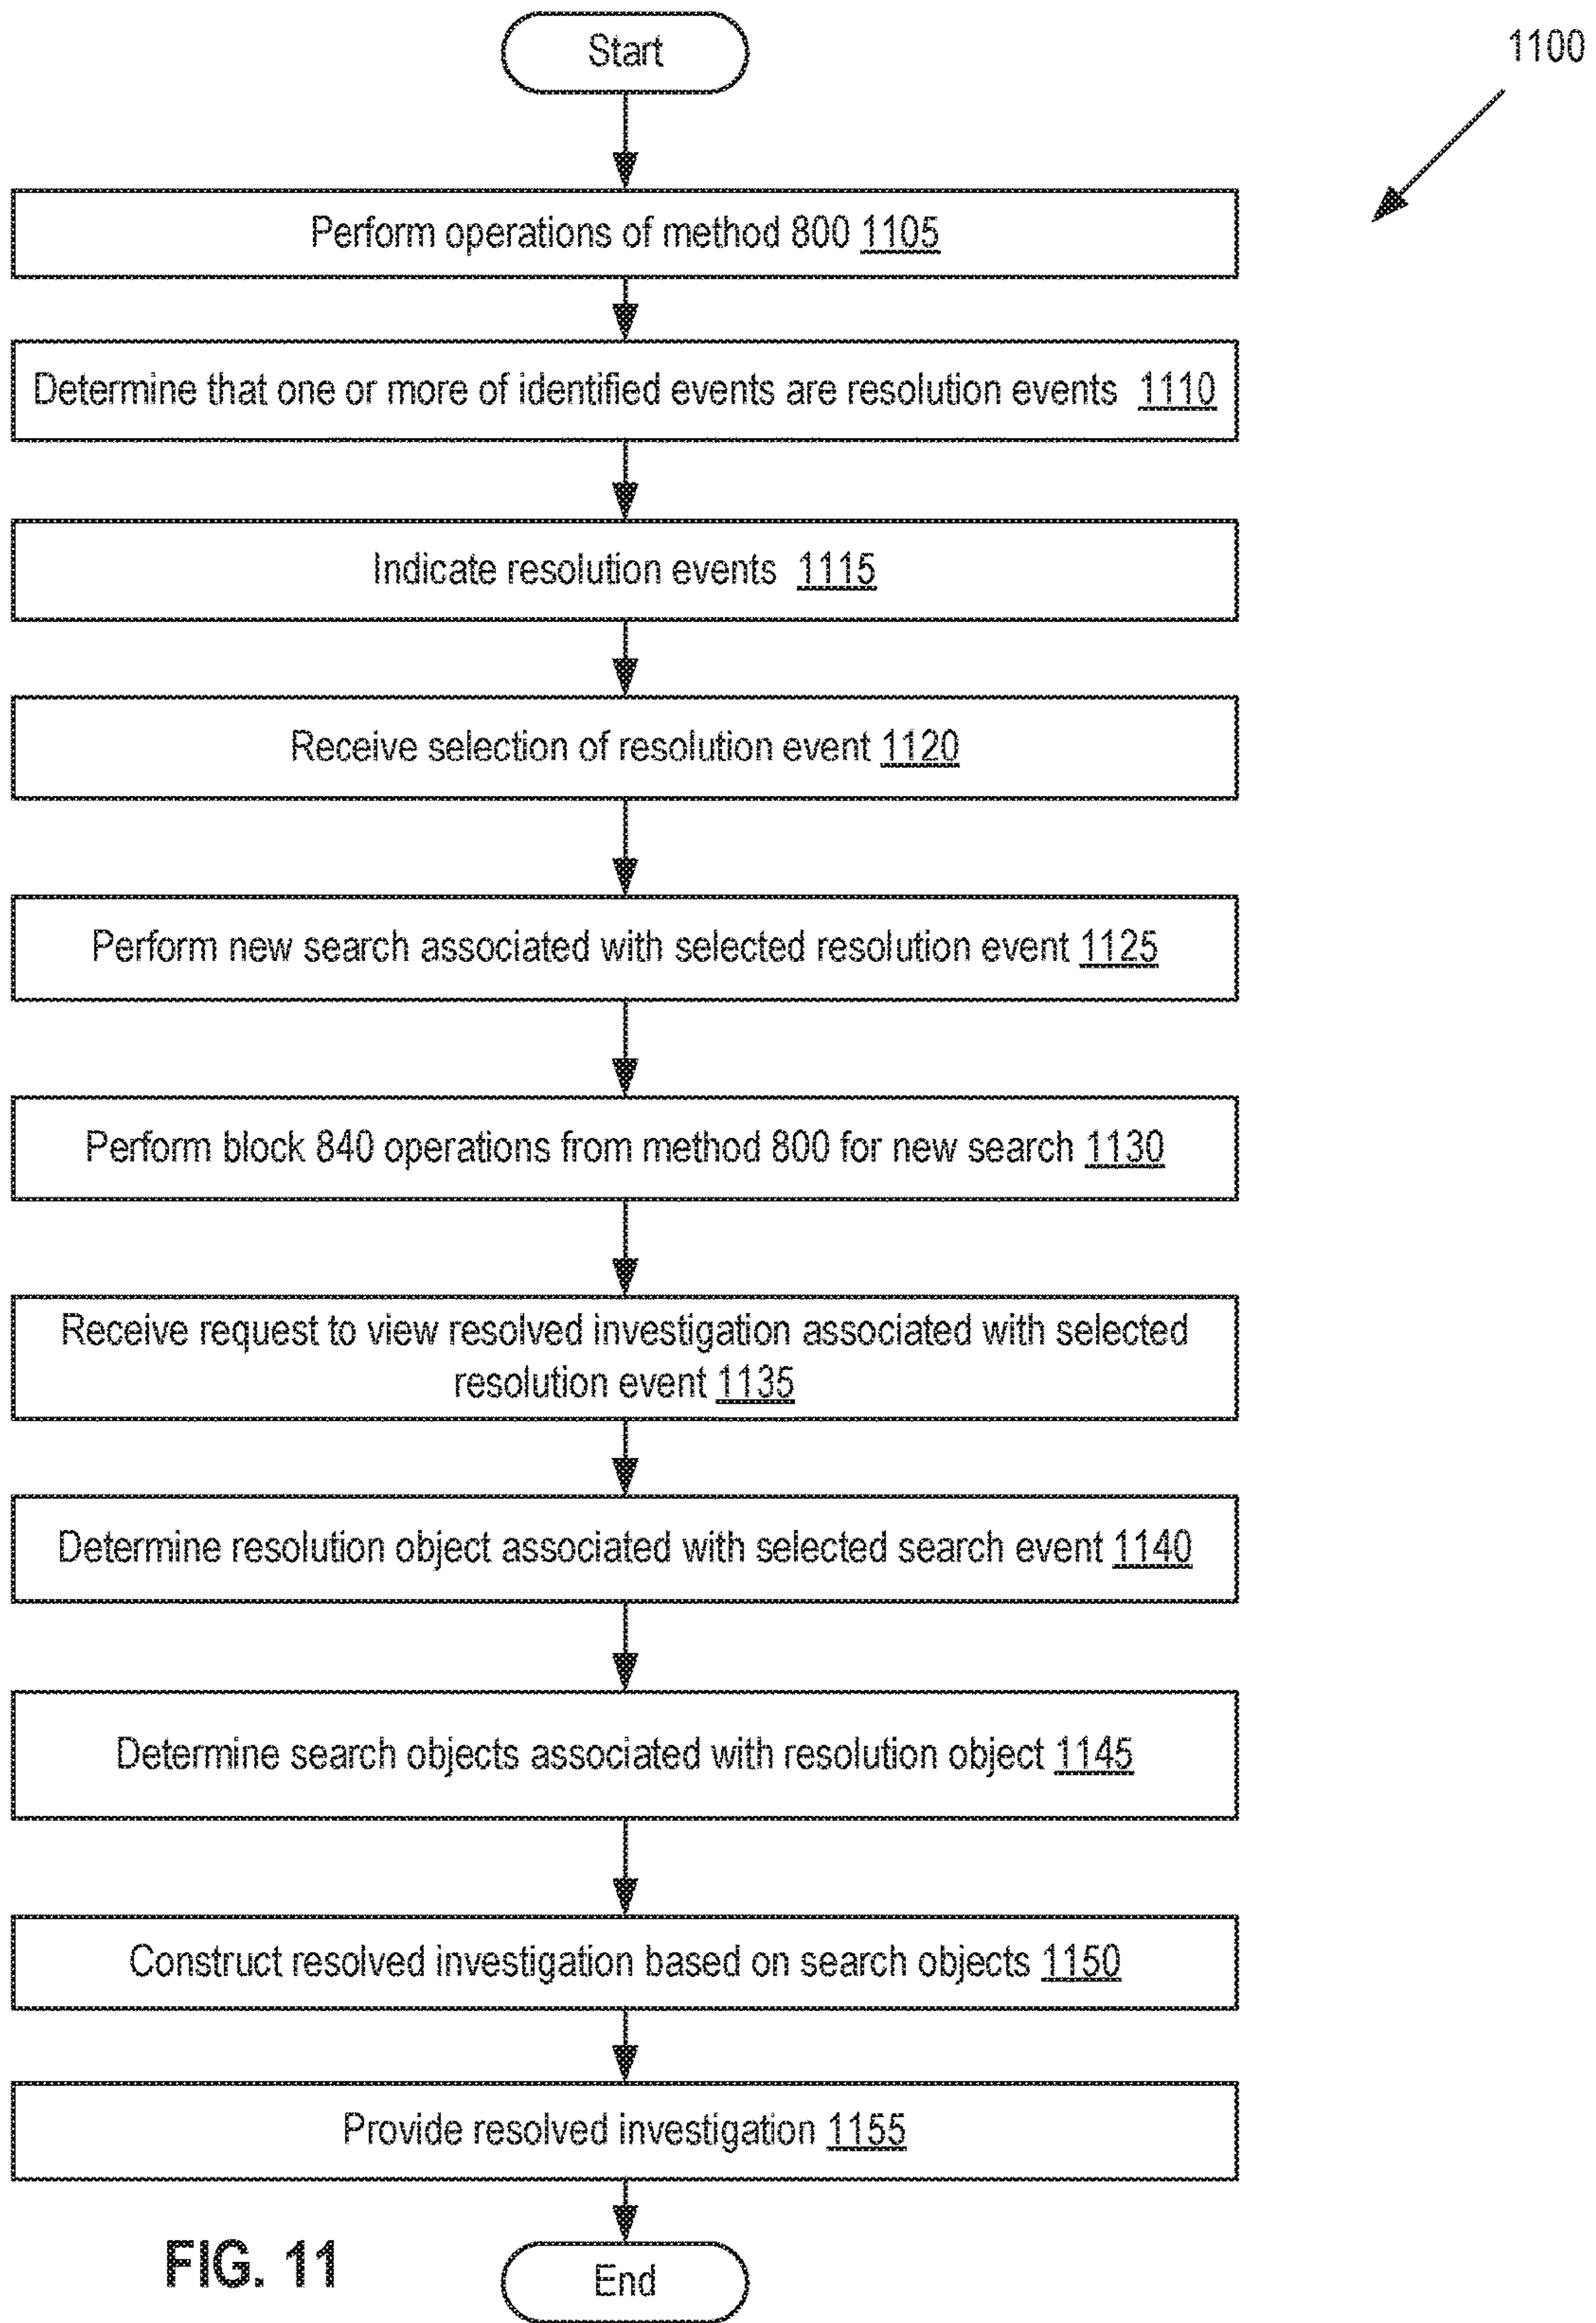 Start
1100
Perform operations of method 800 1105
Determine that one or more of identified events are resolution events 1110
Indicate resolution events 1115
Receive selection of resolution event 1120
Perform new search associated with selected resolution event 1125
Perform block 840 operations from method 800 for new search 1130
Receive request to view resolved investigation associated with selected
resolution event 1135
Determine resolution object associated with selected search event 1140
Determine search objects associated with resolution object 1145
Construct resolved investigation based on search objects 1150
Provide resolved investigation 1155
FIG. 11
End